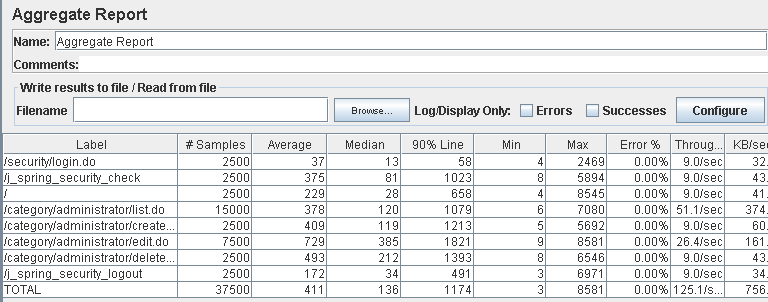 Aggregate Report
Name: Aggregate Report
Comments:
Write results to file / Read from file
Filename Browse... Log/Display Only: Errors Successes Configure
Label # Samples Average Median 90% Line Min Max Error % Throug... KB/sec
/security/login.do 2500 37 13 58 4 2469 0.00% 9.0/sec 32.
/j_spring_security_check 2500 375 81 1023 8 5894 0.00% 9.0/sec 43.
/ 2500 229 28 658 4 8545 0.00% 9.0/sec 41.
/category/administrator/list.do 15000 378 120 1079 6 7080 0.00% 51.1/sec 374.
/category/administrator/create... 2500 409 119 1213 5 5692 0.00% 9.0/sec 60.
/category/administrator/edit.do 7500 729 385 1821 9 8581 0.00% 26.4/sec 161.
/category/administrator/delete... 2500 493 212 1393 8 6546 0.00% 9.0/sec 43.
/j_spring_security_logout 2500 172 34 491 3 6971 0.00% 9.0/sec 34.
TOTAL 37500 411 136 1174 3 8581 0.00% 125.1/s... 756.